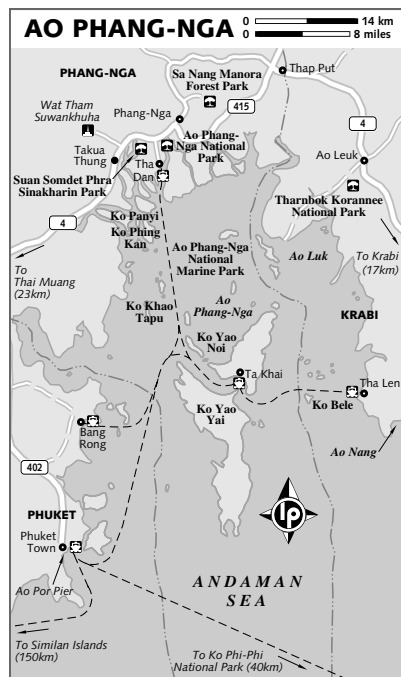 AO PHANG-NGA
0 14 km
0 8 miles
PHANG-NGA
Sa Nang Manora
Forest Park
Thap Put
Wat Tham
Suwankhuha
Phang-Nga
415
4
Takua
Thung
Tha
Dan
Ao Phang-
Nga National
Park
Ao Leuk
Suan Somdet Phra
Sinakharin Park
Tharnbok Korannee
National Park
4
Ko Panyi
Ko Phing
Kan
To
Thai Muang
(23km)
Ao Phang-Nga
National
Marine Park
Ao Luk
To Krabi
(17km)
Ko Khao
Tapu
Ao
Phang-Nga
KRABI
Ko Yao
Noi
Ta Khai
Tha Len
Ko Yao
Yai
Ko Bele
Bang
Rong
Ao Nang
402
PHUKET
lp
Phuket
Town
Ao Por Pier
ANDAMAN
SEA
To Similan Islands
(150km)
To Ko Phi-Phi
National Park (40km)